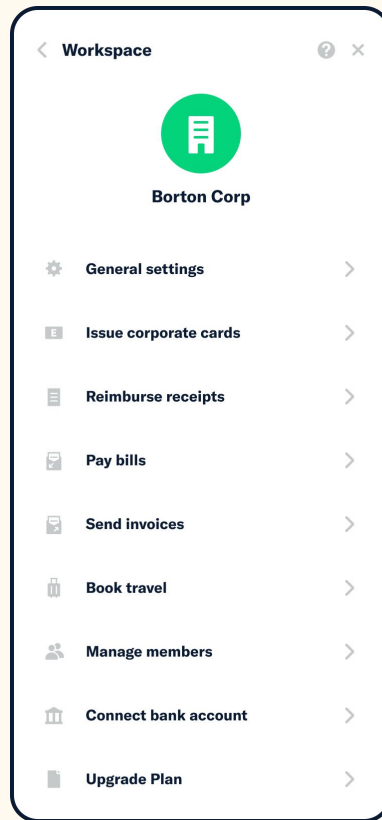 Workspace
?
Borton Corp
General settings
E
Issue corporate cards
Reimburse receipts
Pay bills
Send invoices
Book travel
Manage members
Connect bank account
Upgrade Plan